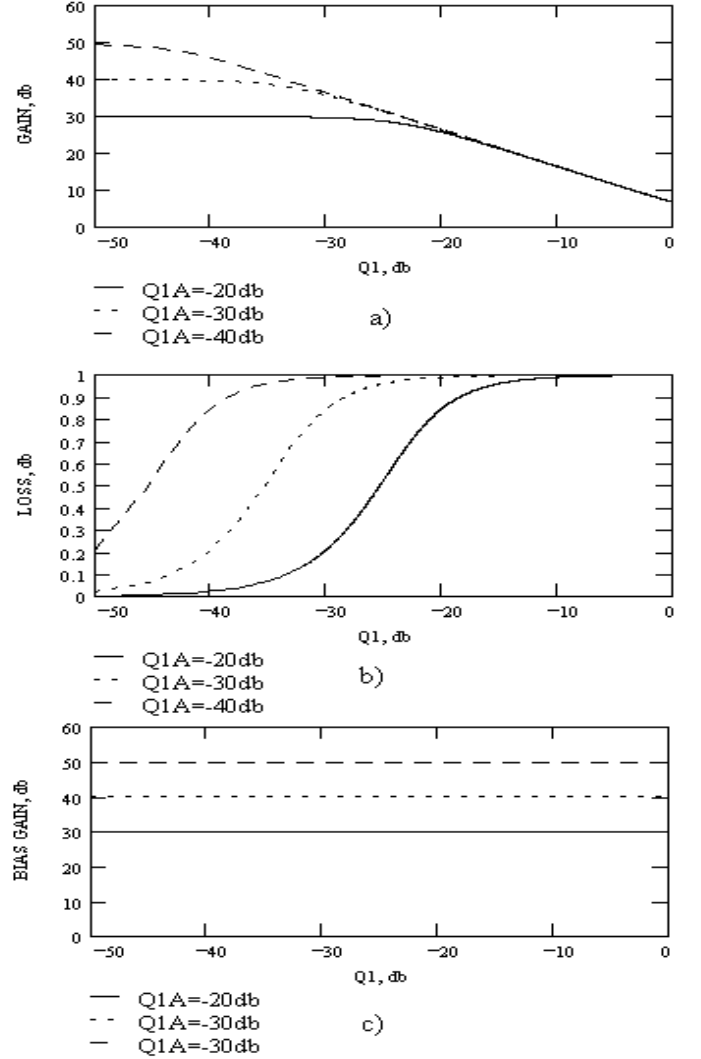 60
50
40
30
20
10
0
GAIN, db
−50 −40 −30 −20 −10 0
Q1, db
Q1A=-20db
Q1A=-30db
Q1A=-40db
a)
1
0.9
0.8
0.7
0.6
0.5
0.4
0.3
0.2
0.1
0
LOSS, db
−50 −40 −30 −20 −10 0
Q1, db
Q1A=-20db
Q1A=-30db
Q1A=-40db
b)
60
50
40
30
20
10
0
BIAS GAIN, db
−50 −40 −30 −20 −10 0
Q1, db
Q1A=-20db
Q1A=-30db
Q1A=-30db
c)